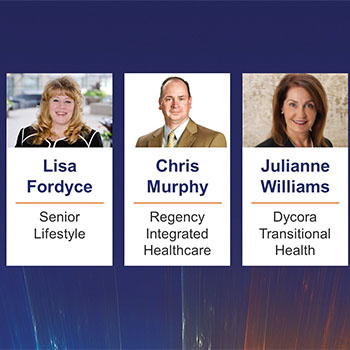 Lisa
Fordyce
Senior
Lifestyle
Chris
Murphy
Regency
Integrated
Healthcare
Julianne
Williams
Dycora
Transitional
Health